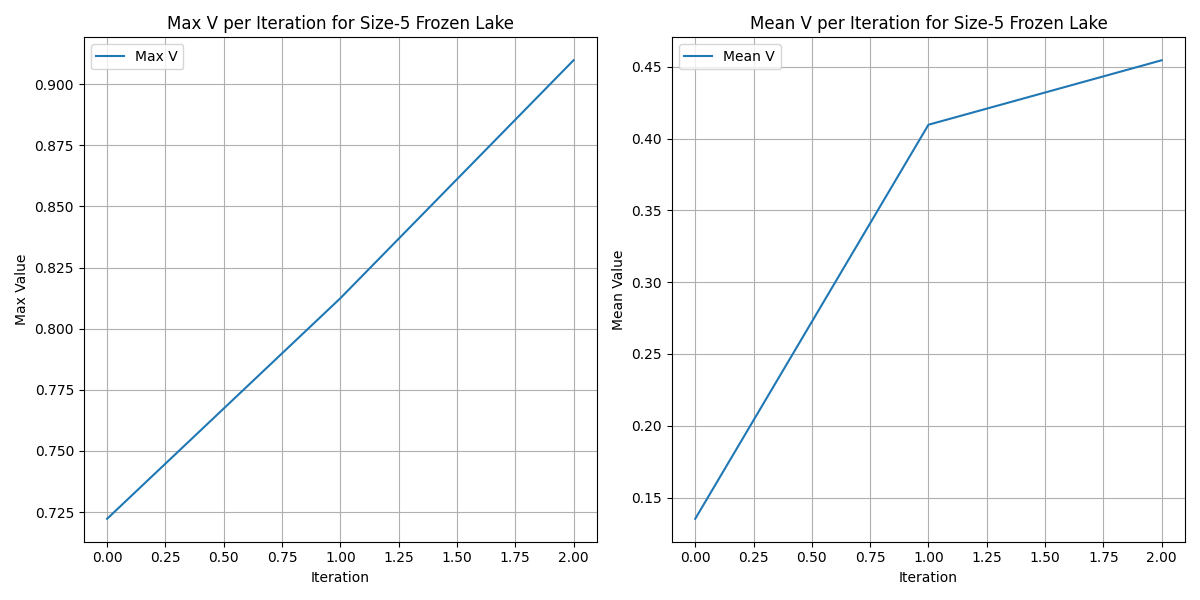 Max V per Iteration for Size-5 Frozen Lake
Max V
0.900
0.875
0.850
0.825
0.800
0.775
0.750
0.725
Max Value
0.00 0.25 0.50 0.75 1.00 1.25 1.50 1.75 2.00
Iteration
Mean V per Iteration for Size-5 Frozen Lake
Mean V
0.45
0.40
0.35
0.30
0.25
0.20
0.15
Mean Value
0.00 0.25 0.50 0.75 1.00 1.25 1.50 1.75 2.00
Iteration